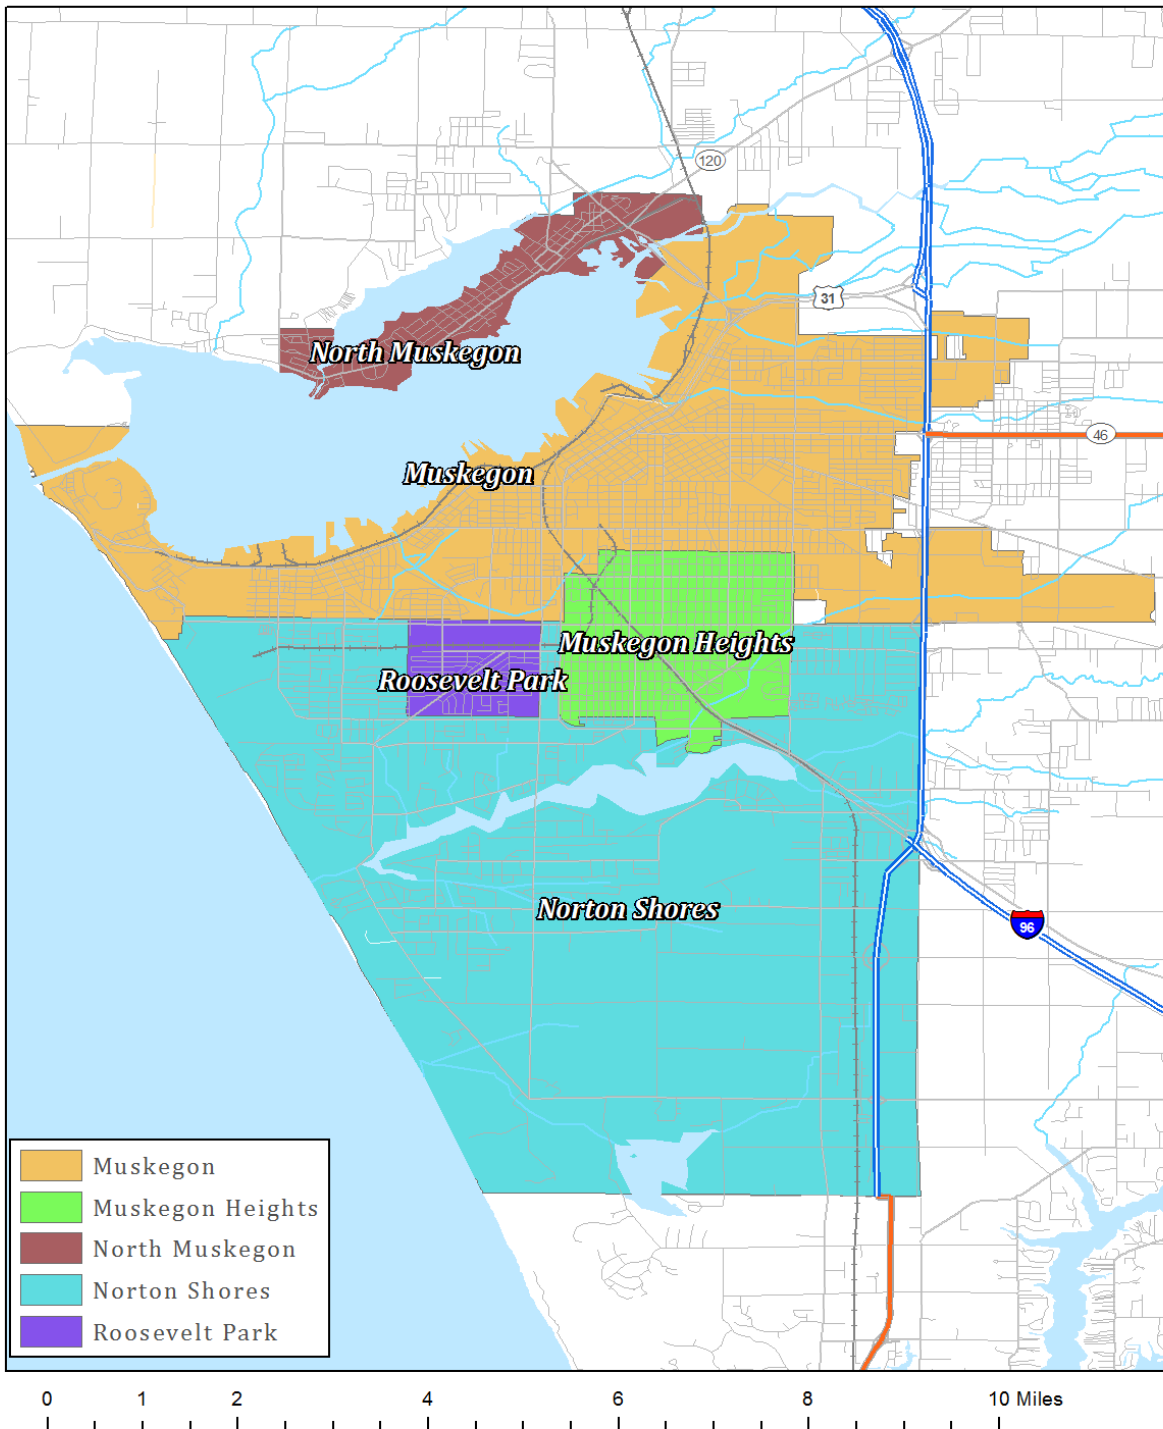 120
31
North Muskegon
46
Muskegon
Muskegon Heights
Roosevelt Park
Norton Shores
96
Muskegon
Muskegon Heights
North Muskegon
Norton Shores
Roosevelt Park
0 1 2 4 6 8 10 Miles